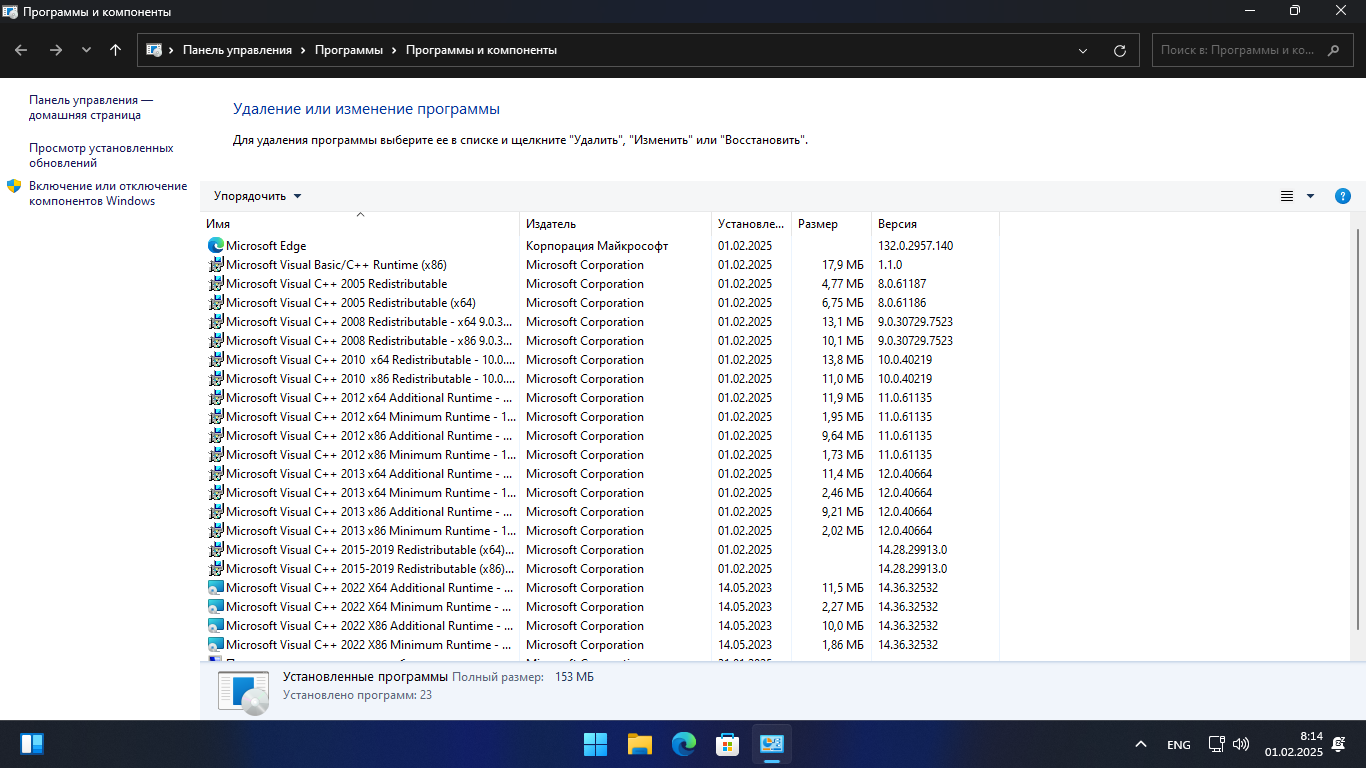 Программы и компоненты
Панель управления > Программы > Программы и компоненты
Поиск в: Программы и ко...
Панель управления —
домашняя страница
Просмотр установленных
обновлений
Включение или отключение
компонентов Windows
Удаление или изменение программы
Для удаления программы выберите ее в списке и щелкните "Удалить", "Изменить" или "Восстановить".
Упорядочить
?
Имя Издатель Установле... Размер Версия
Microsoft Edge Корпорация Майкрософт 01.02.2025 132.0.2957.140
Microsoft Visual Basic/C++ Runtime (x86) Microsoft Corporation 01.02.2025 17,9 МБ 1.1.0
Microsoft Visual C++ 2005 Redistributable Microsoft Corporation 01.02.2025 4,77 МБ 8.0.61187
Microsoft Visual C++ 2005 Redistributable (x64) Microsoft Corporation 01.02.2025 6,75 МБ 8.0.61186
Microsoft Visual C++ 2008 Redistributable - x64 9.0.3... Microsoft Corporation 01.02.2025 13,1 МБ 9.0.30729.7523
Microsoft Visual C++ 2008 Redistributable - x86 9.0.3... Microsoft Corporation 01.02.2025 10,1 МБ 9.0.30729.7523
Microsoft Visual C++ 2010  x64 Redistributable - 10.0.... Microsoft Corporation 01.02.2025 13,8 МБ 10.0.40219
Microsoft Visual C++ 2010  x86 Redistributable - 10.0.... Microsoft Corporation 01.02.2025 11,0 МБ 10.0.40219
Microsoft Visual C++ 2012 x64 Additional Runtime - ... Microsoft Corporation 01.02.2025 11,9 МБ 11.0.61135
Microsoft Visual C++ 2012 x64 Minimum Runtime - 1... Microsoft Corporation 01.02.2025 1,95 МБ 11.0.61135
Microsoft Visual C++ 2012 x86 Additional Runtime - ... Microsoft Corporation 01.02.2025 9,64 МБ 11.0.61135
Microsoft Visual C++ 2012 x86 Minimum Runtime - 1... Microsoft Corporation 01.02.2025 1,73 МБ 11.0.61135
Microsoft Visual C++ 2013 x64 Additional Runtime - ... Microsoft Corporation 01.02.2025 11,4 МБ 12.0.40664
Microsoft Visual C++ 2013 x64 Minimum Runtime - 1... Microsoft Corporation 01.02.2025 2,46 МБ 12.0.40664
Microsoft Visual C++ 2013 x86 Additional Runtime - ... Microsoft Corporation 01.02.2025 9,21 МБ 12.0.40664
Microsoft Visual C++ 2013 x86 Minimum Runtime - 1... Microsoft Corporation 01.02.2025 2,02 МБ 12.0.40664
Microsoft Visual C++ 2015-2019 Redistributable (x64)... Microsoft Corporation 01.02.2025 14.28.29913.0
Microsoft Visual C++ 2015-2019 Redistributable (x86)... Microsoft Corporation 01.02.2025 14.28.29913.0
Microsoft Visual C++ 2022 X64 Additional Runtime - ... Microsoft Corporation 14.05.2023 11,5 МБ 14.36.32532
Microsoft Visual C++ 2022 X64 Minimum Runtime - ... Microsoft Corporation 14.05.2023 2,27 МБ 14.36.32532
Microsoft Visual C++ 2022 X86 Additional Runtime - ... Microsoft Corporation 14.05.2023 10,0 МБ 14.36.32532
Microsoft Visual C++ 2022 X86 Minimum Runtime - ... Microsoft Corporation 14.05.2023 1,86 МБ 14.36.32532
Установленные программы Полный размер: 153 МБ
Установлено программ: 23
ENG
8:14
01.02.2025